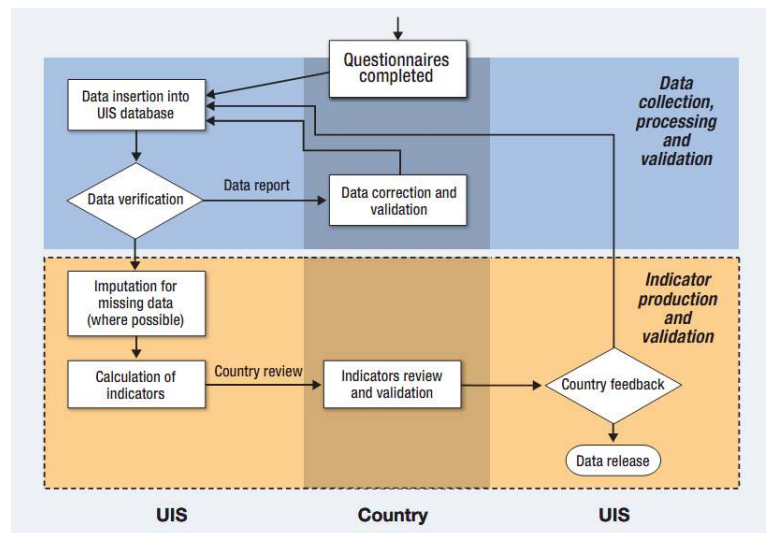 Questionnaires
completed
Data insertion into
UIS database
Data
collection,
processing
and
validation
Data verification
Data report
Data correction and
validation
Imputation for
missing data
(where possible)
Indicator
production
and
validation
Calculation of
indicators
Country review
Indicators review
and validation
Country feedback
Data release
UIS
Country
UIS